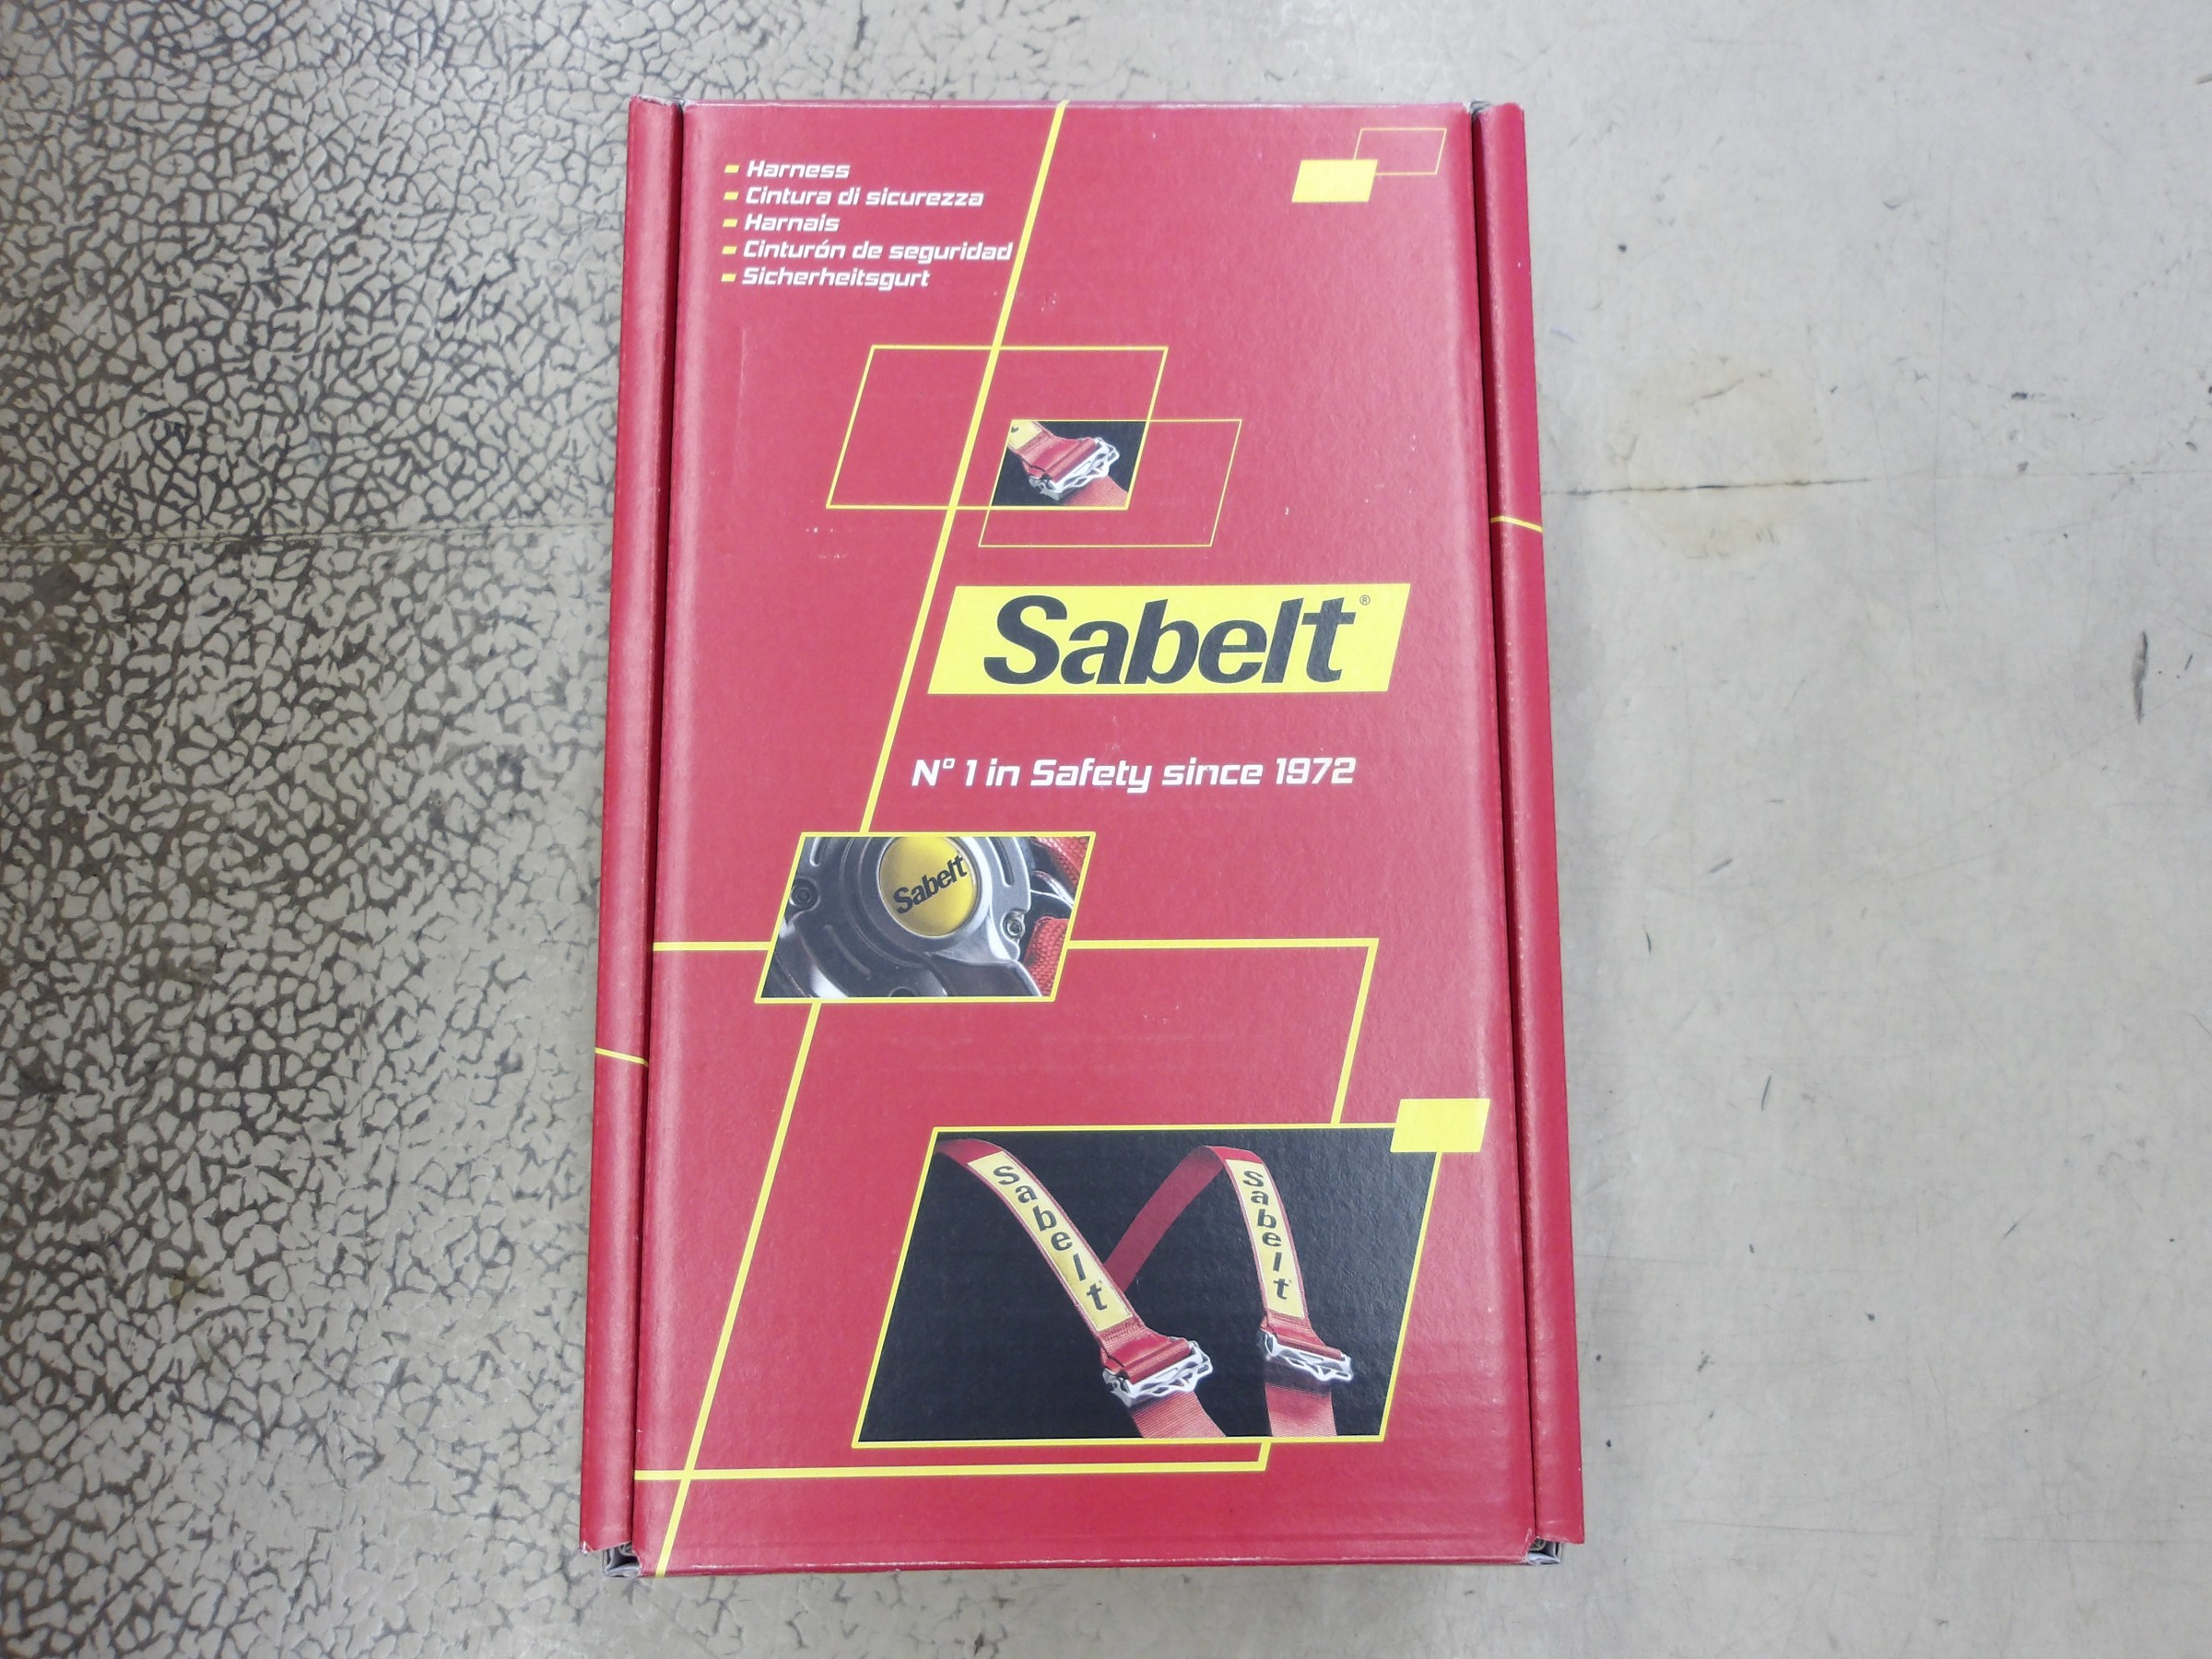 Harness
Cintura di sicurezza
Harnais
Cinturón de seguridad
Sicherheitsgurt
Sabelt®
N° 1 in Safety since 1972
Sabelt
Sabelt
Sabelt